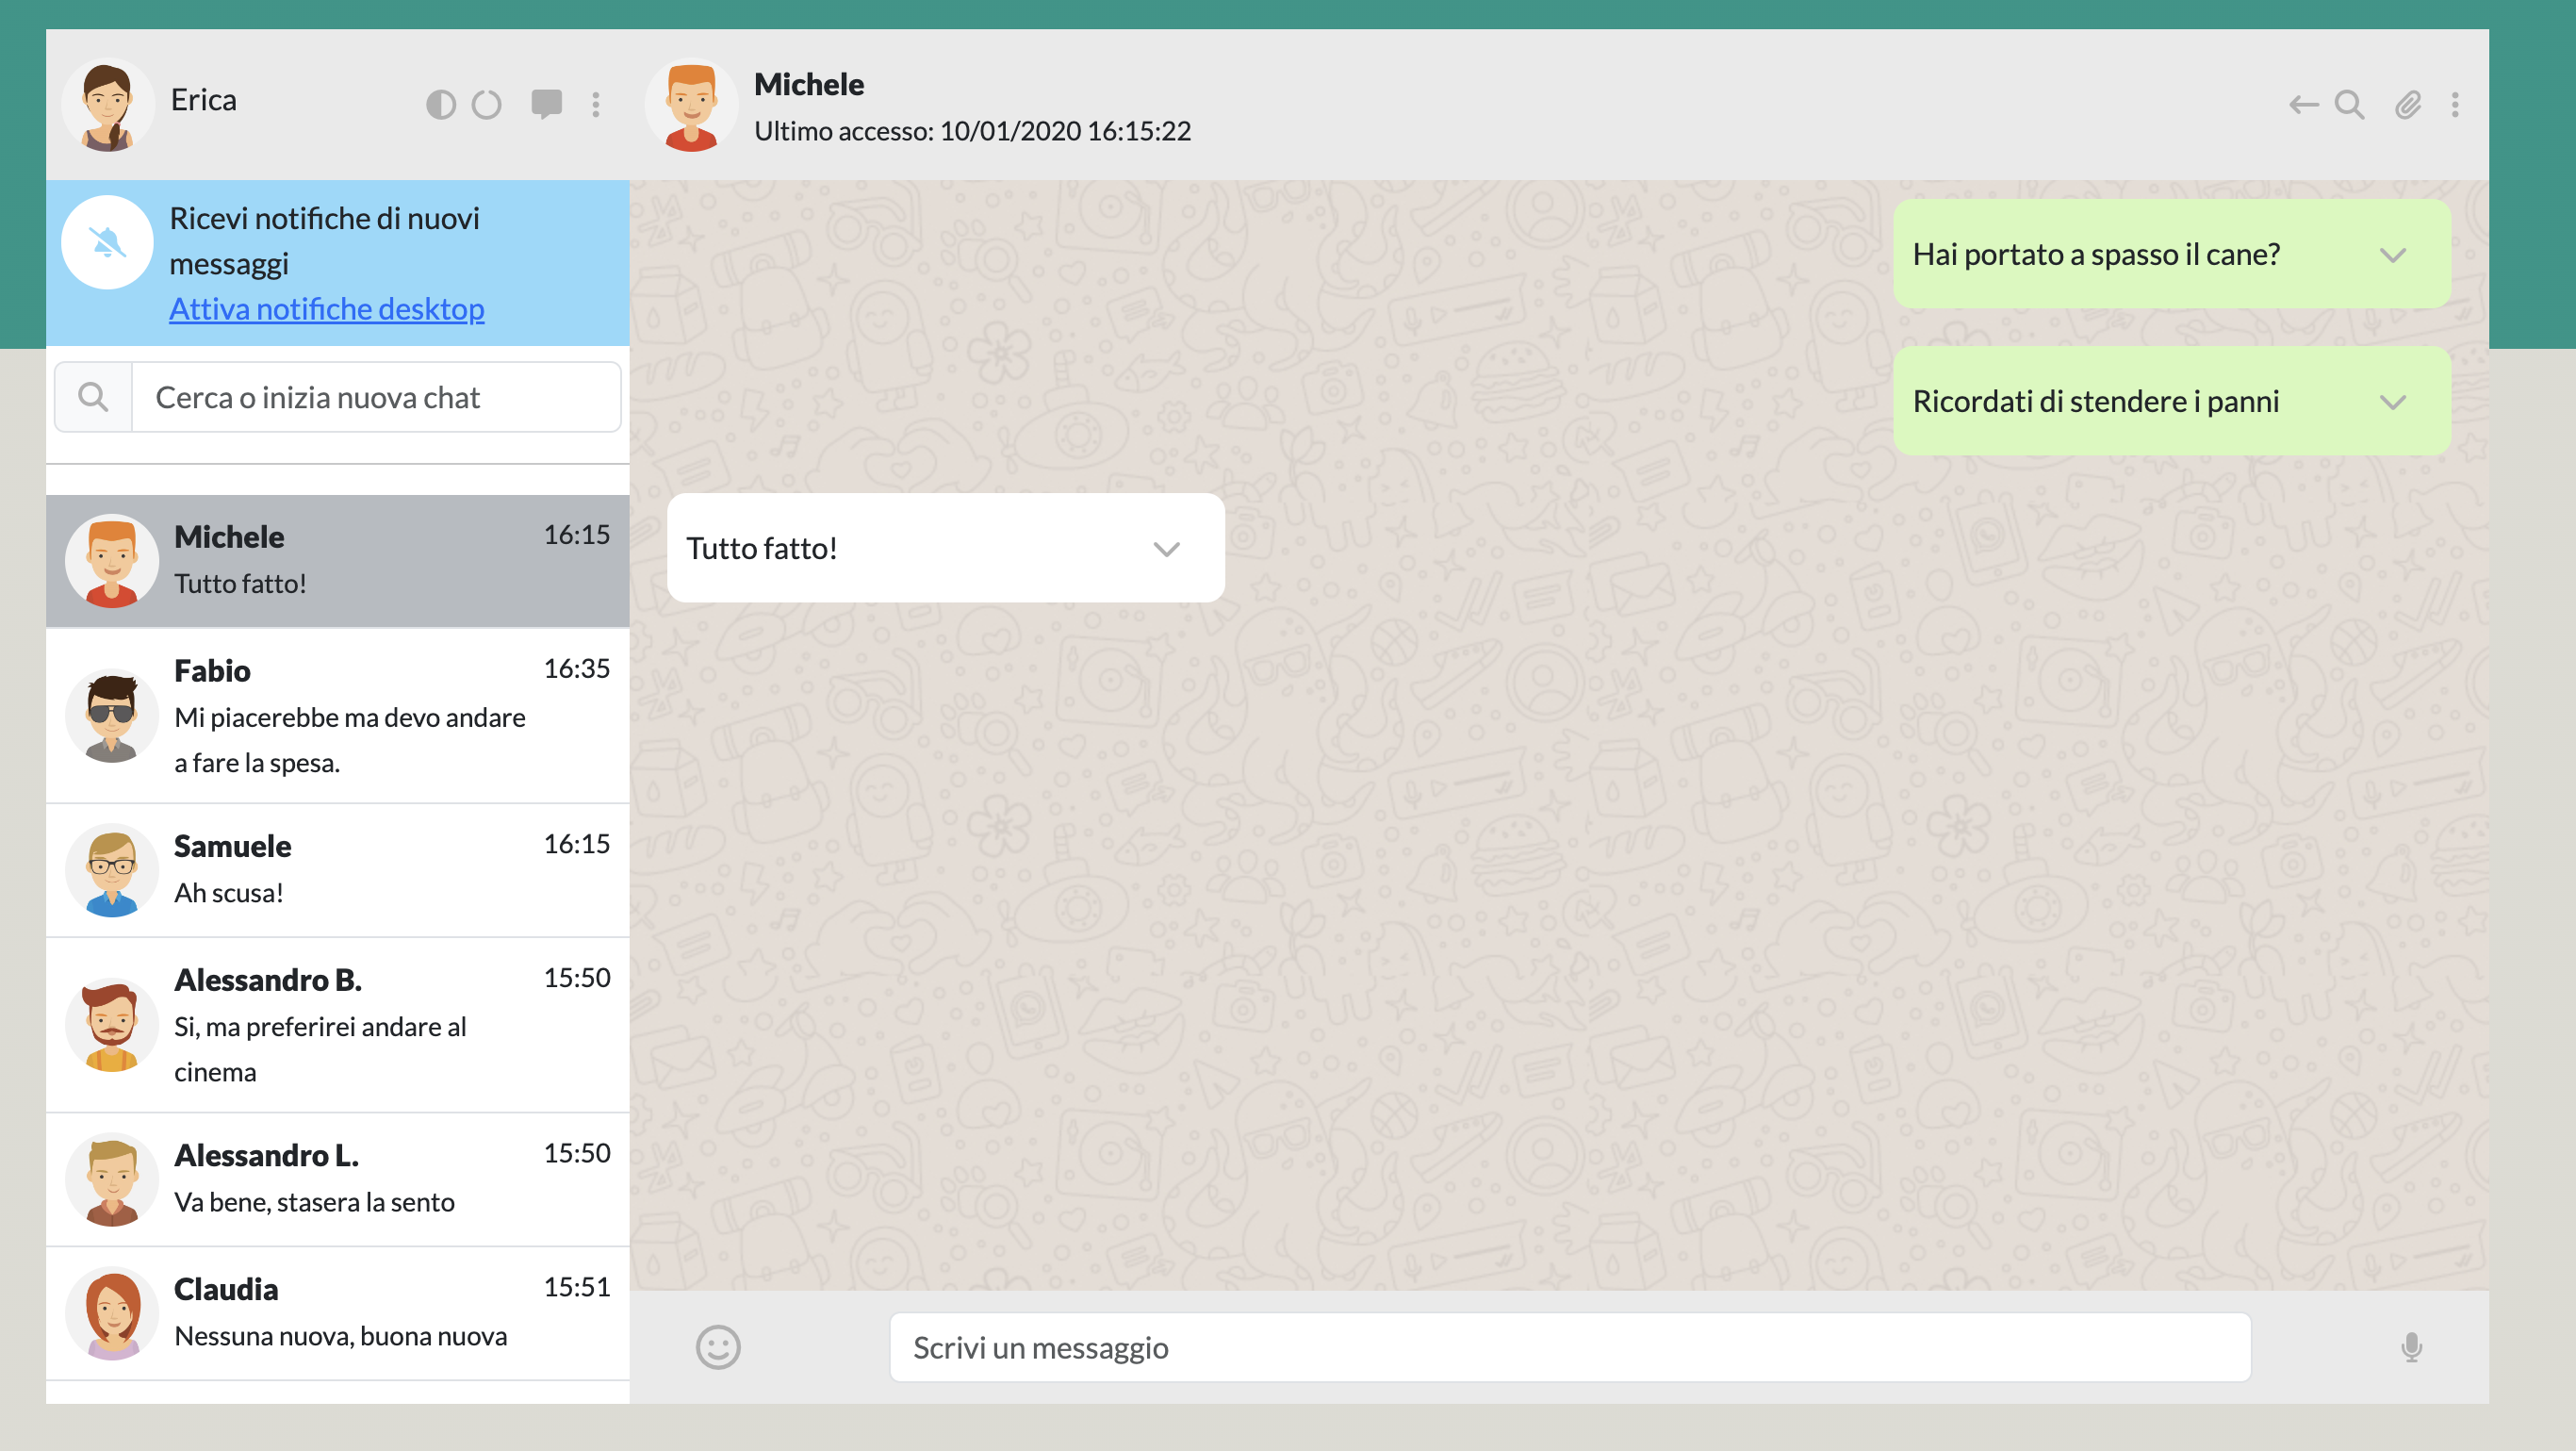 Erica
Ricevi notifiche di nuovi
messaggi
Attiva notifiche desktop
Cerca o inizia nuova chat
Michele 16:15
Tutto fatto!
Fabio 16:35
Mi piacerebbe ma devo andare
a fare la spesa.
Samuele 16:15
Ah scusa!
Alessandro B. 15:50
Si, ma preferirei andare al
cinema
Alessandro L. 15:50
Va bene, stasera la sento
Claudia 15:51
Nessuna nuova, buona nuova
Michele
Ultimo accesso: 10/01/2020 16:15:22
Hai portato a spasso il cane?
Ricordati di stendere i panni
Tutto fatto!
Scrivi un messaggio